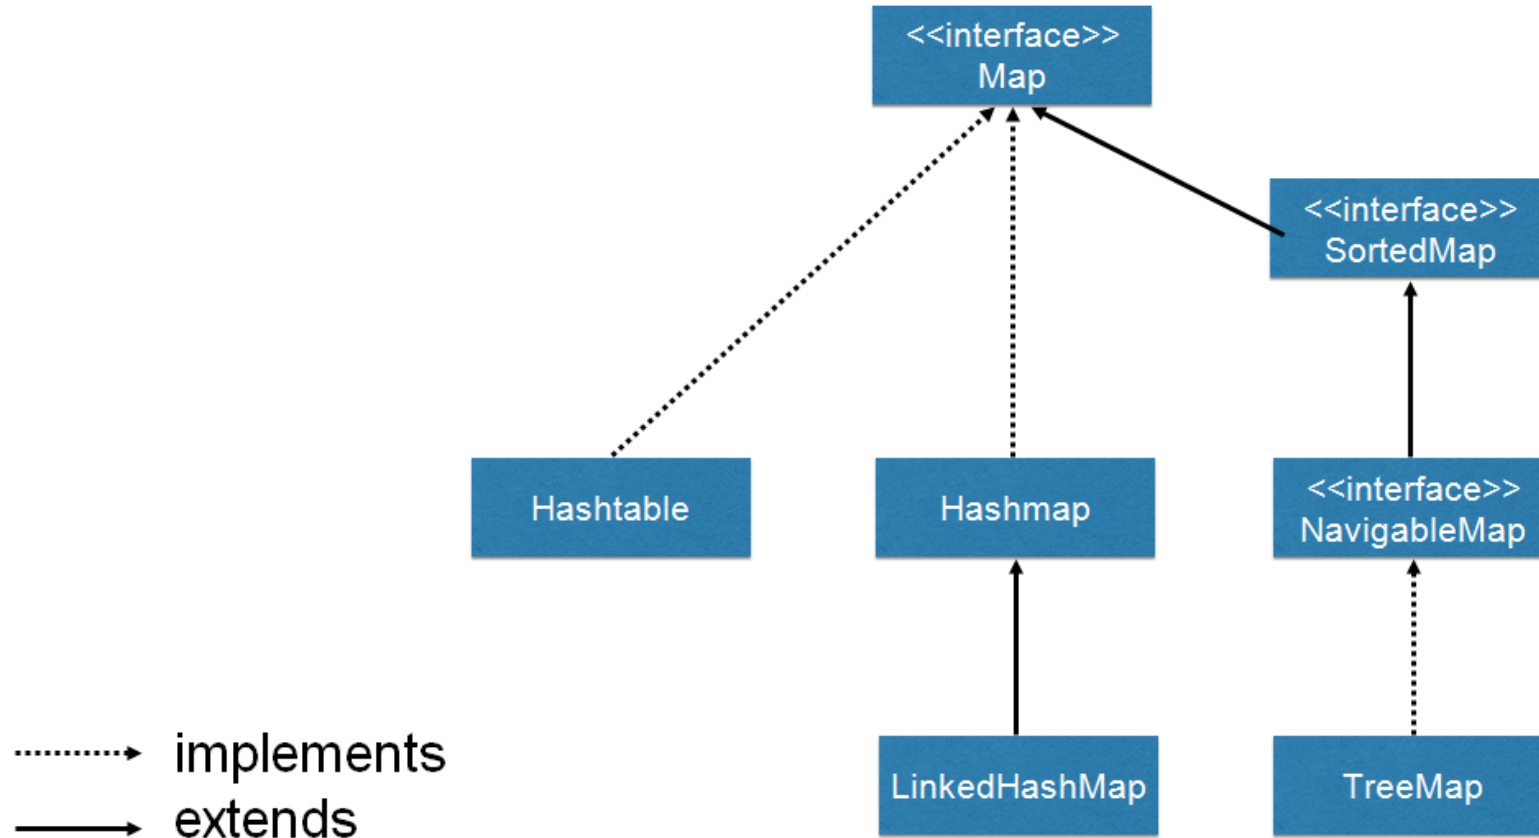 <<interface>>
Map
<<interface>>
SortedMap
Hashtable
Hashmap
<<interface>>
NavigableMap
LinkedHashMap
TreeMap
implements
extends